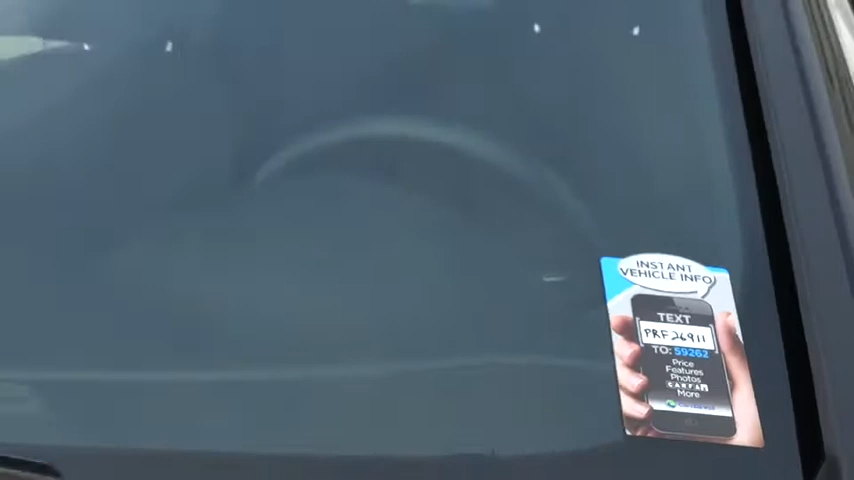 INSTANT
VEHICLE INFO
TEXT
PRF26911
TO: 59262
Price
Features
Photos
CARFAX
More